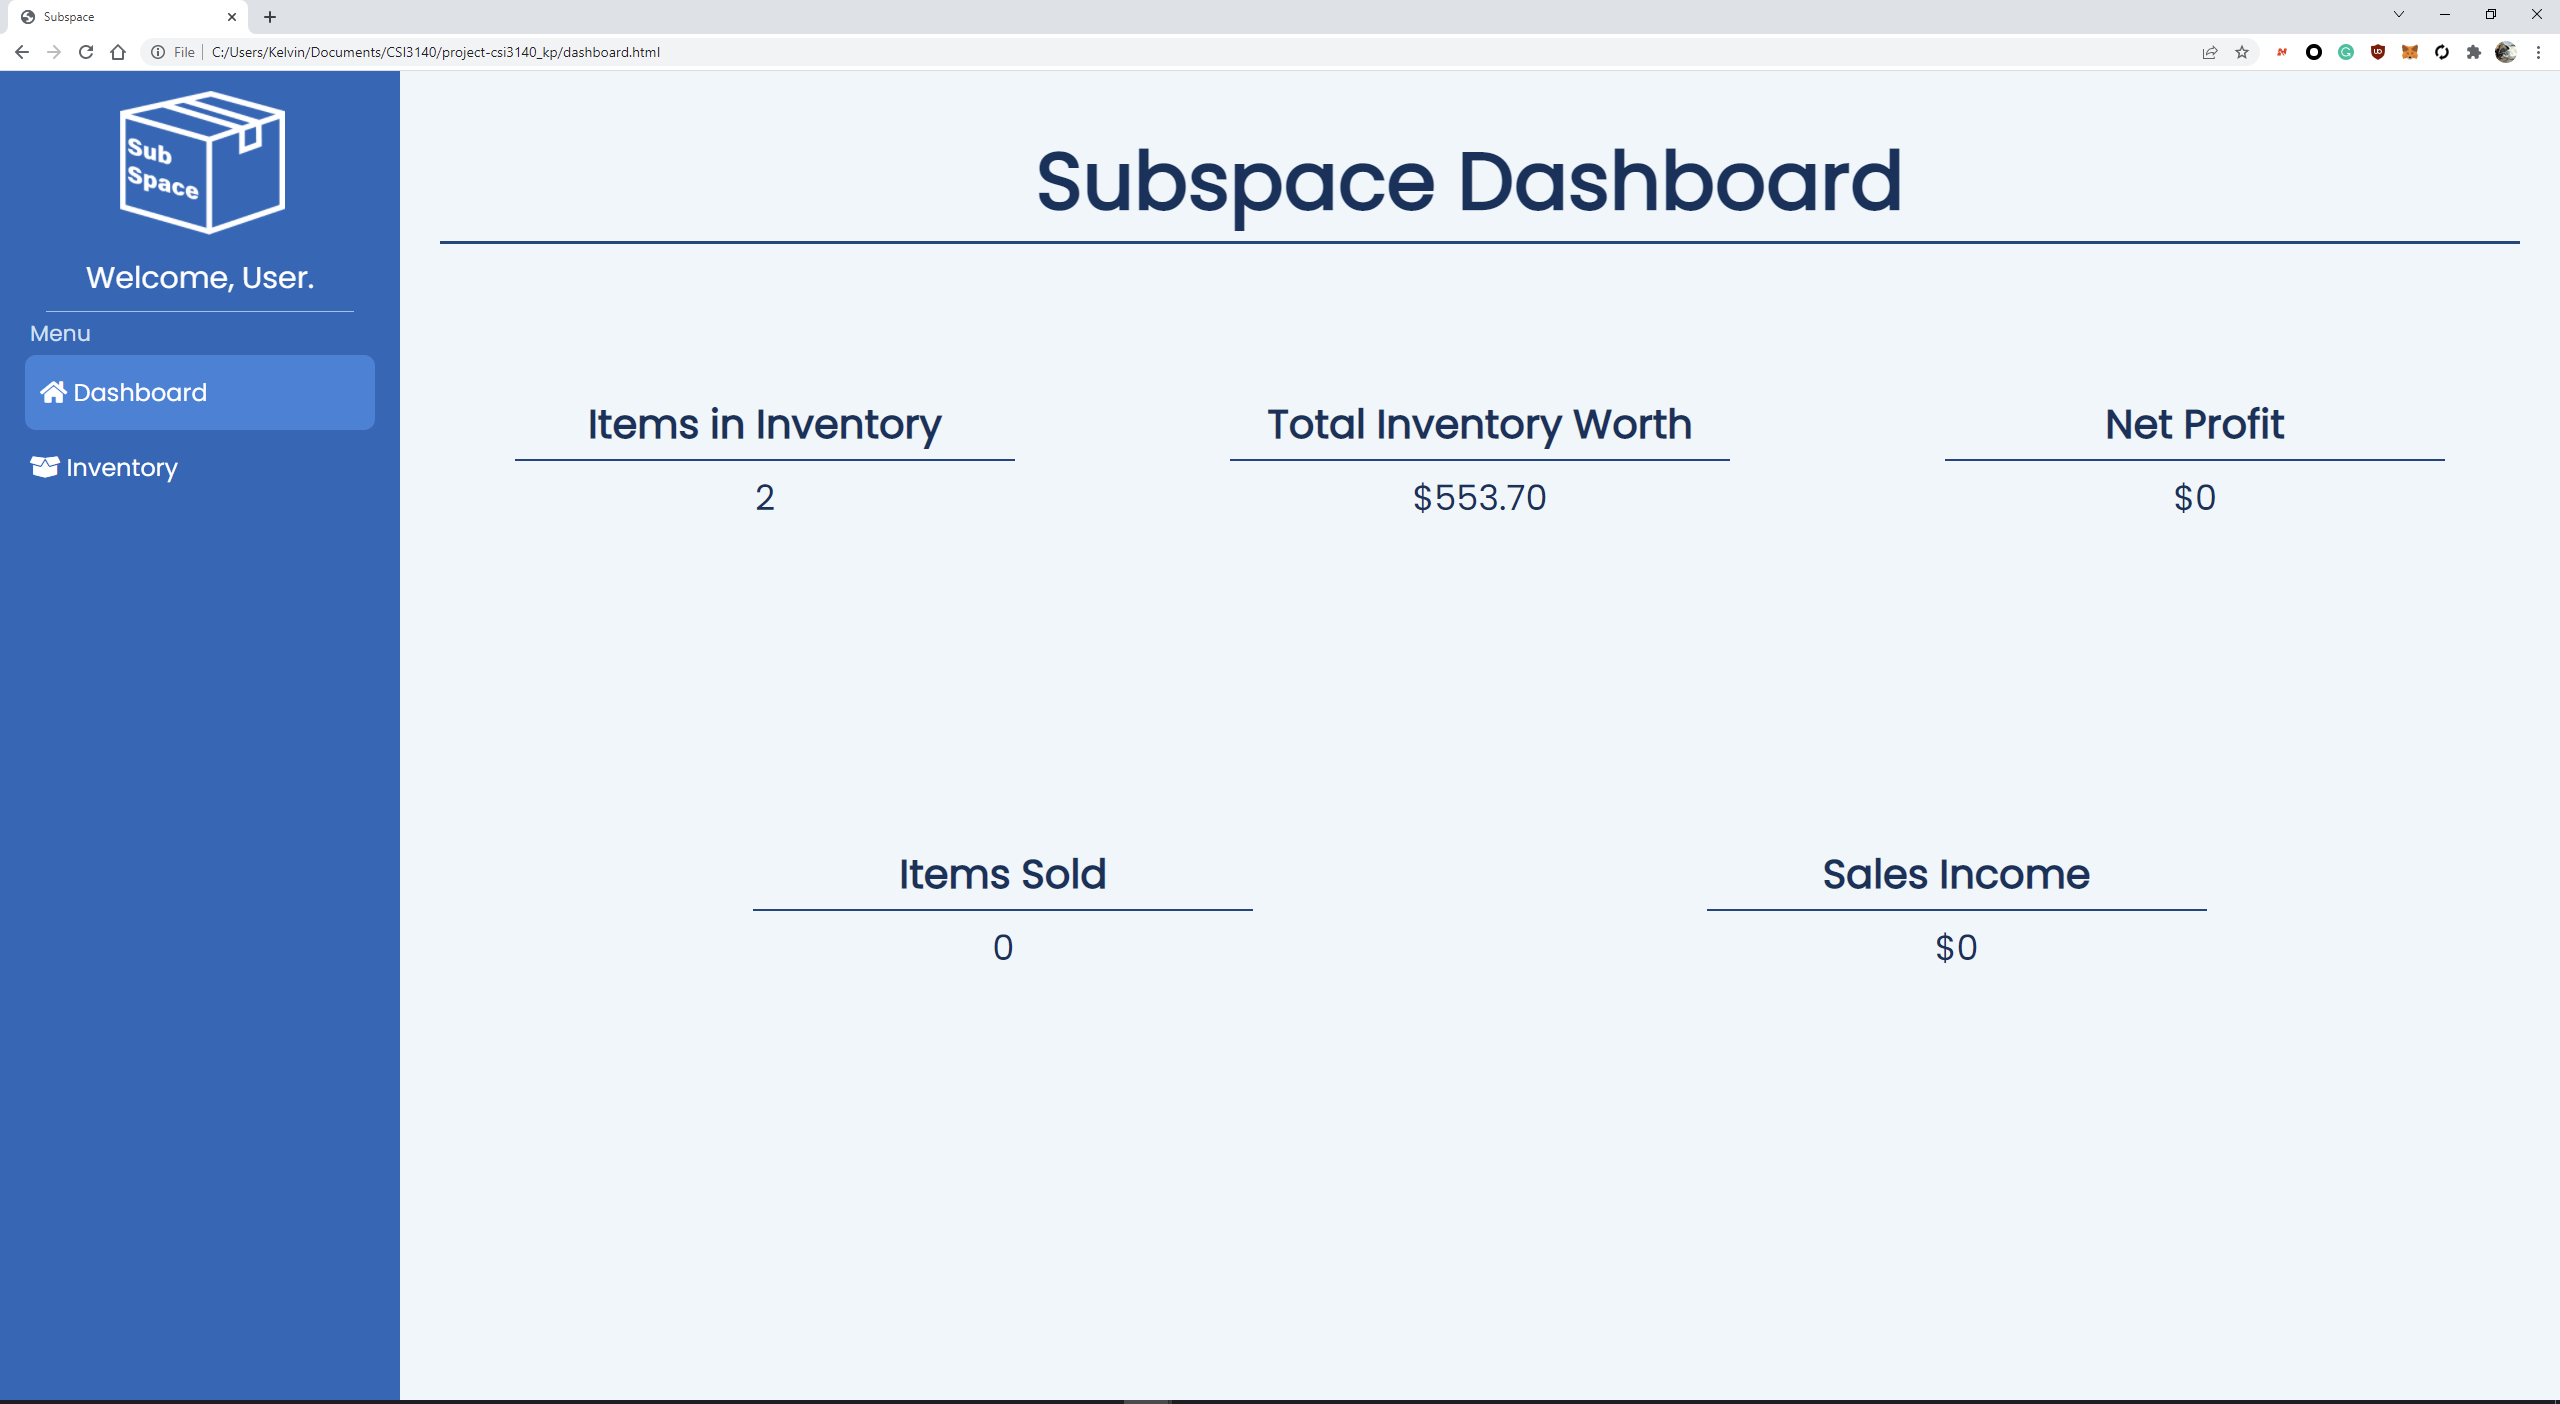 Subspace
File
C:/Users/Kelvin/Documents/CSI3140/project-csi3140_kp/dashboard.html
Sub
Space
Welcome, User.
Menu
Dashboard
Inventory
Subspace Dashboard
Items in Inventory
2
Total Inventory Worth
$553.70
Net Profit
$0
Items Sold
0
Sales Income
$0